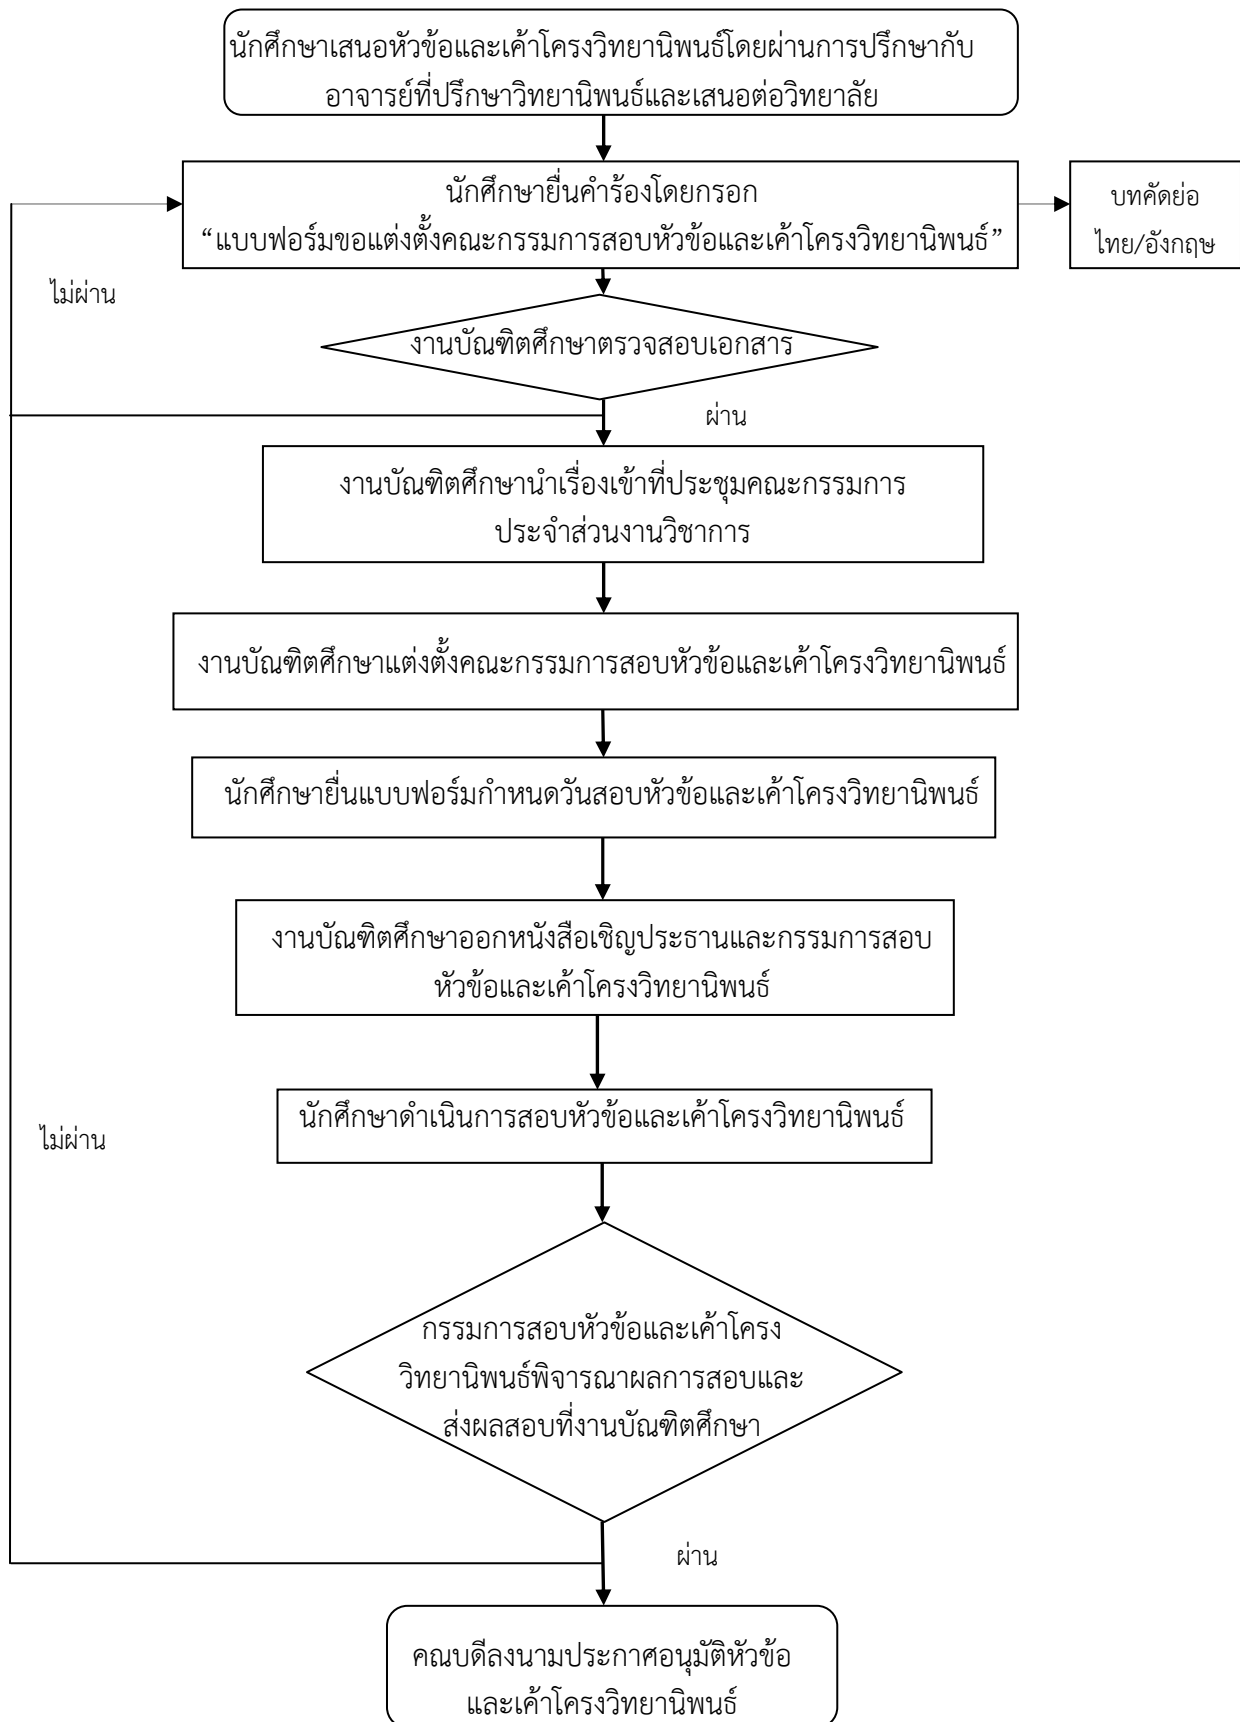 นักศึกษาเสนอหัวข้อและเค้าโครงวิทยานิพนธ์โดยผ่านการปรึกษากับ
อาจารย์ที่ปรึกษาวิทยานิพนธ์และเสนอต่อวิทยาลัย
นักศึกษายื่นคำร้องโดยกรอก
“แบบฟอร์มขอแต่งตั้งคณะกรรมการสอบหัวข้อและเค้าโครงวิทยานิพนธ์”
บทคัดย่อ
ไทย/อังกฤษ
ไม่ผ่าน
งานบัณฑิตศึกษาตรวจสอบเอกสาร
ผ่าน
งานบัณฑิตศึกษานำเรื่องเข้าที่ประชุมคณะกรรมการ
ประจำส่วนงานวิชาการ
งานบัณฑิตศึกษาแต่งตั้งคณะกรรมการสอบหัวข้อและเค้าโครงวิทยานิพนธ์
นักศึกษายื่นแบบฟอร์มกำหนดวันสอบหัวข้อและเค้าโครงวิทยานิพนธ์
งานบัณฑิตศึกษาออกหนังสือเชิญประธานและกรรมการสอบ
หัวข้อและเค้าโครงวิทยานิพนธ์
นักศึกษาดำเนินการสอบหัวข้อและเค้าโครงวิทยานิพนธ์
ไม่ผ่าน
กรรมการสอบหัวข้อและเค้าโครง
วิทยานิพนธ์พิจารณาผลการสอบและ
ส่งผลสอบที่งานบัณฑิตศึกษา
ผ่าน
คณบดีลงนามประกาศอนุมัติหัวข้อ
และเค้าโครงวิทยานิพนธ์